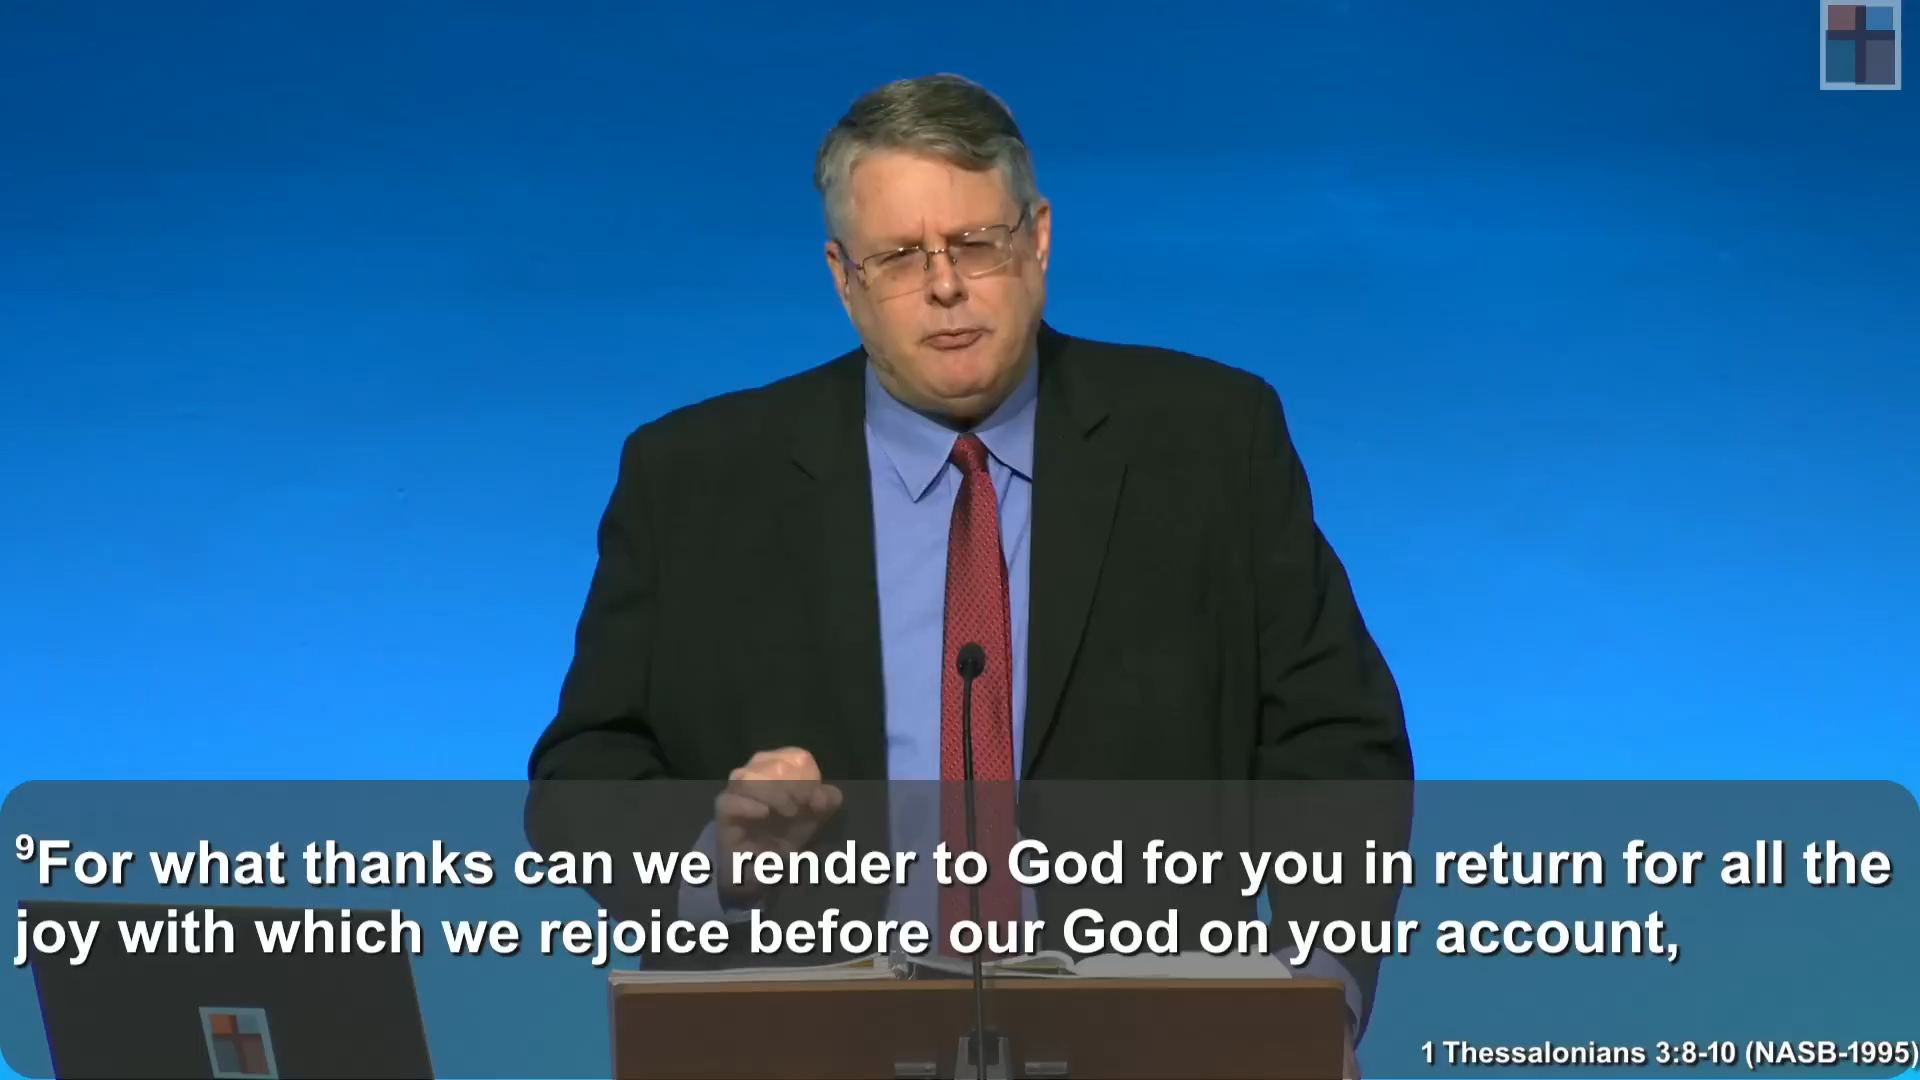 ⁹For what thanks can we render to God for you in return for all the
joy with which we rejoice before our God on your account,
1 Thessalonians 3:8-10 (NASB-1995)